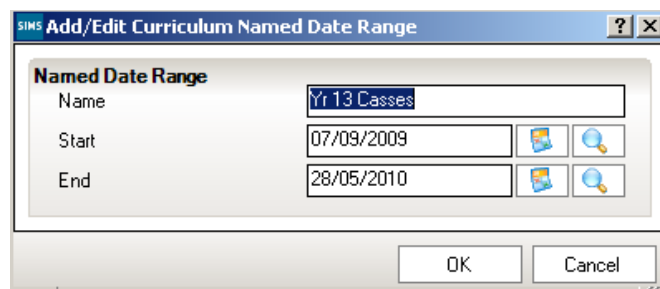 SIMS Add/Edit Curriculum Named Date Range ? X
Named Date Range
Name Yr 13 Casses
Start 07/09/2009
End 28/05/2010
OK Cancel